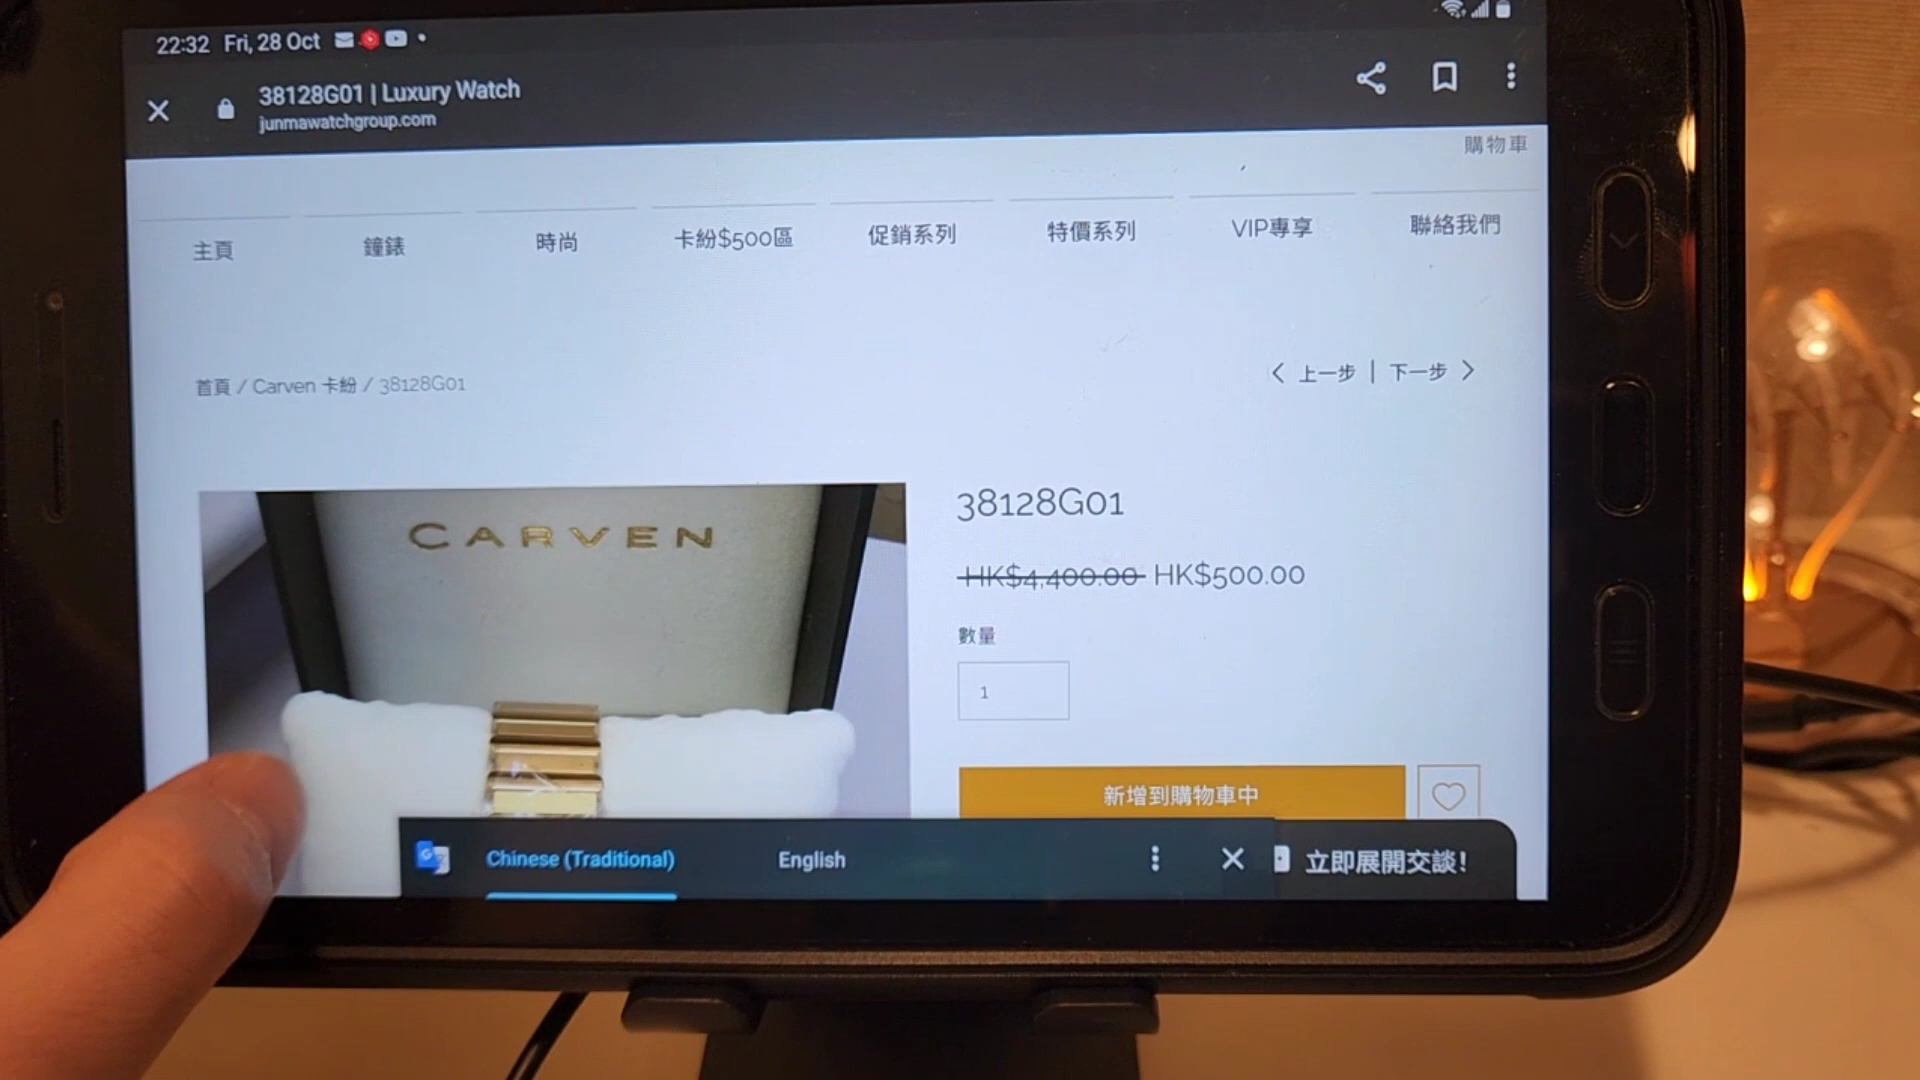 22:32 Fri, 28 Oct
38128G01 | Luxury Watch
junmawatchgroup.com
購物車
主頁 鐘錶 時尚 卡紛$500區 促銷系列 特價系列 VIP專享 聯絡我們
首頁 / Carven 卡紛 / 38128G01
上一步 | 下一步
CARVEN
38128G01
HK$4,400.00 HK$500.00
數量
1
新增到購物車中
Chinese (Traditional) English
立即展開交談!